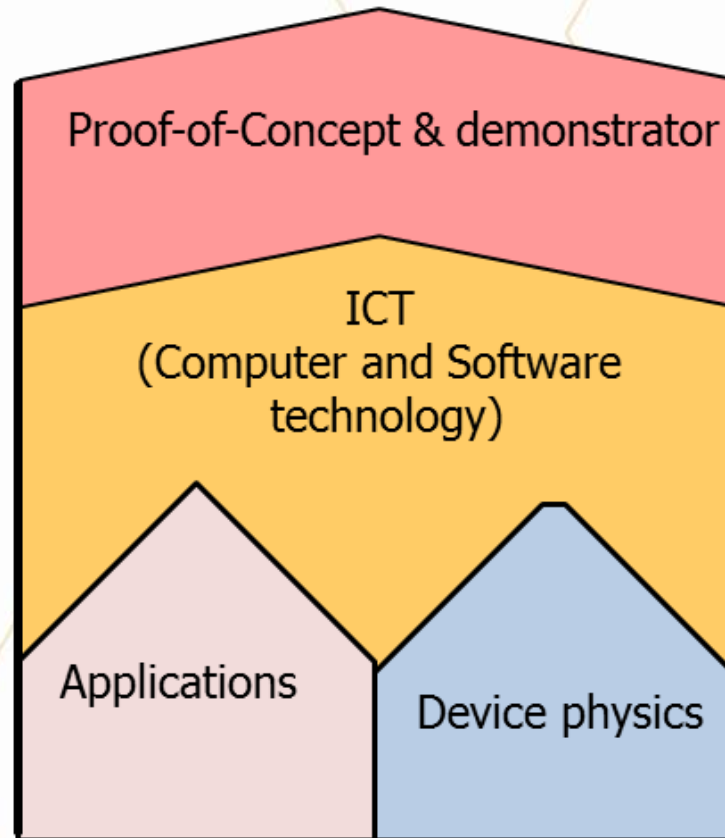 Proof-of-Concept & demonstrator
ICT
(Computer and Software
technology)
Applications
Device physics